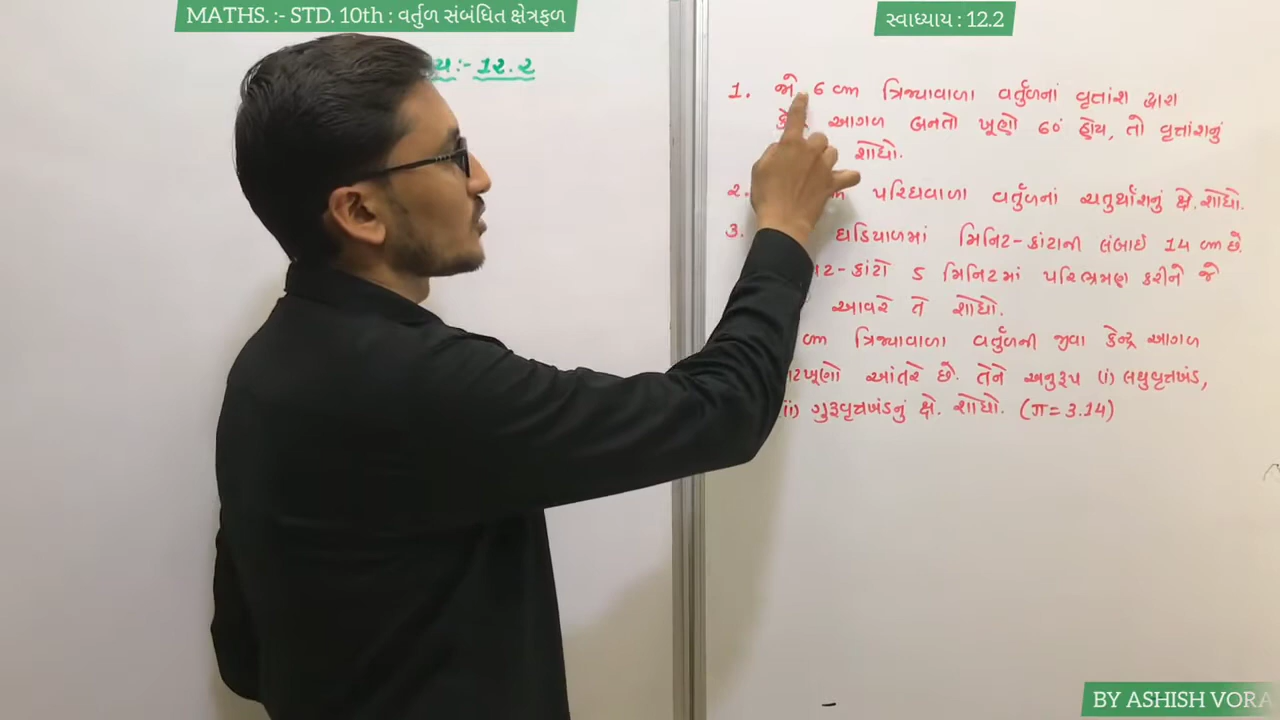 MATHS. :- STD. 10th : વર્તુળ સંબંધિત ક્ષેત્રફળ
સ્વાધ્યાય : 12.2
ય:- 12.2
1. જો 6 cm ત્રિજ્યાવાળા વર્તુળનાં વૃત્તાંશ દ્વારા
આગળ બનતો ખૂણો 60° હોય, તો વૃત્તાંશનું
શોધો.
2. પરિઘવાળા વર્તુળનાં ચતુર્થાંશનું ક્ષે. શોધો.
3. ઘડિયાળમાં મિનિટ-કાંટાની લંબાઈ 14 cm છે.
કાંટો 5 મિનિટમાં પરિભ્રમણ કરીને જે
આવરે તે શોધો.
cm ત્રિજ્યાવાળા વર્તુળની જીવા કેન્દ્ર આગળ
આંતરે છે. તેને અનુરૂપ (i) લઘુવૃત્તખંડ,
ગુરૂવૃત્તખંડનું ક્ષે. શોધો. (π = 3.14)
BY ASHISH VORA